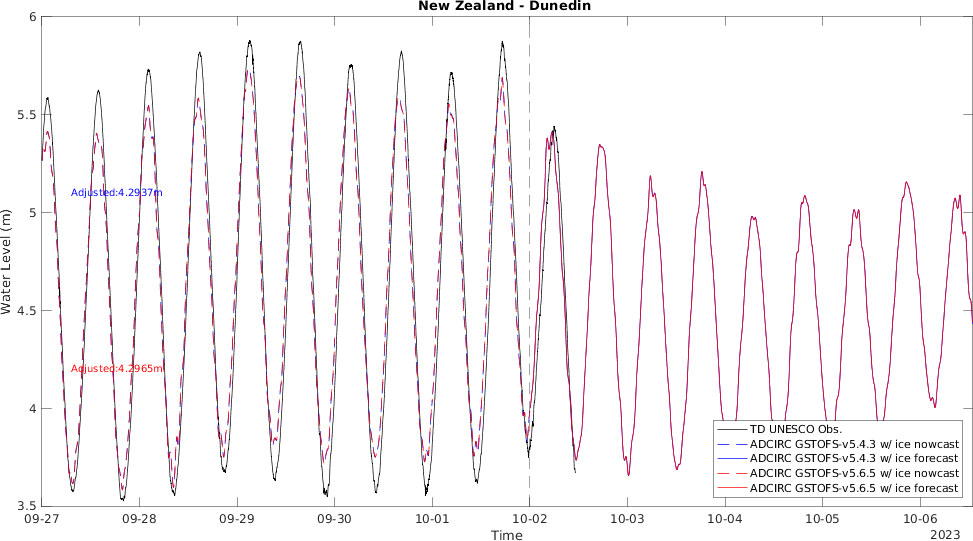 New Zealand - Dunedin
6
5.5
5
4.5
4
3.5
Water Level (m)
Adjusted:4.2937m
Adjusted:4.2965m
TD UNESCO Obs.
ADCIRC GSTOFS-v5.4.3 w/ ice nowcast
ADCIRC GSTOFS-v5.4.3 w/ ice forecast
ADCIRC GSTOFS-v5.6.5 w/ ice nowcast
ADCIRC GSTOFS-v5.6.5 w/ ice forecast
09-27 09-28 09-29 09-30 10-01 10-02 10-03 10-04 10-05 10-06
Time
2023